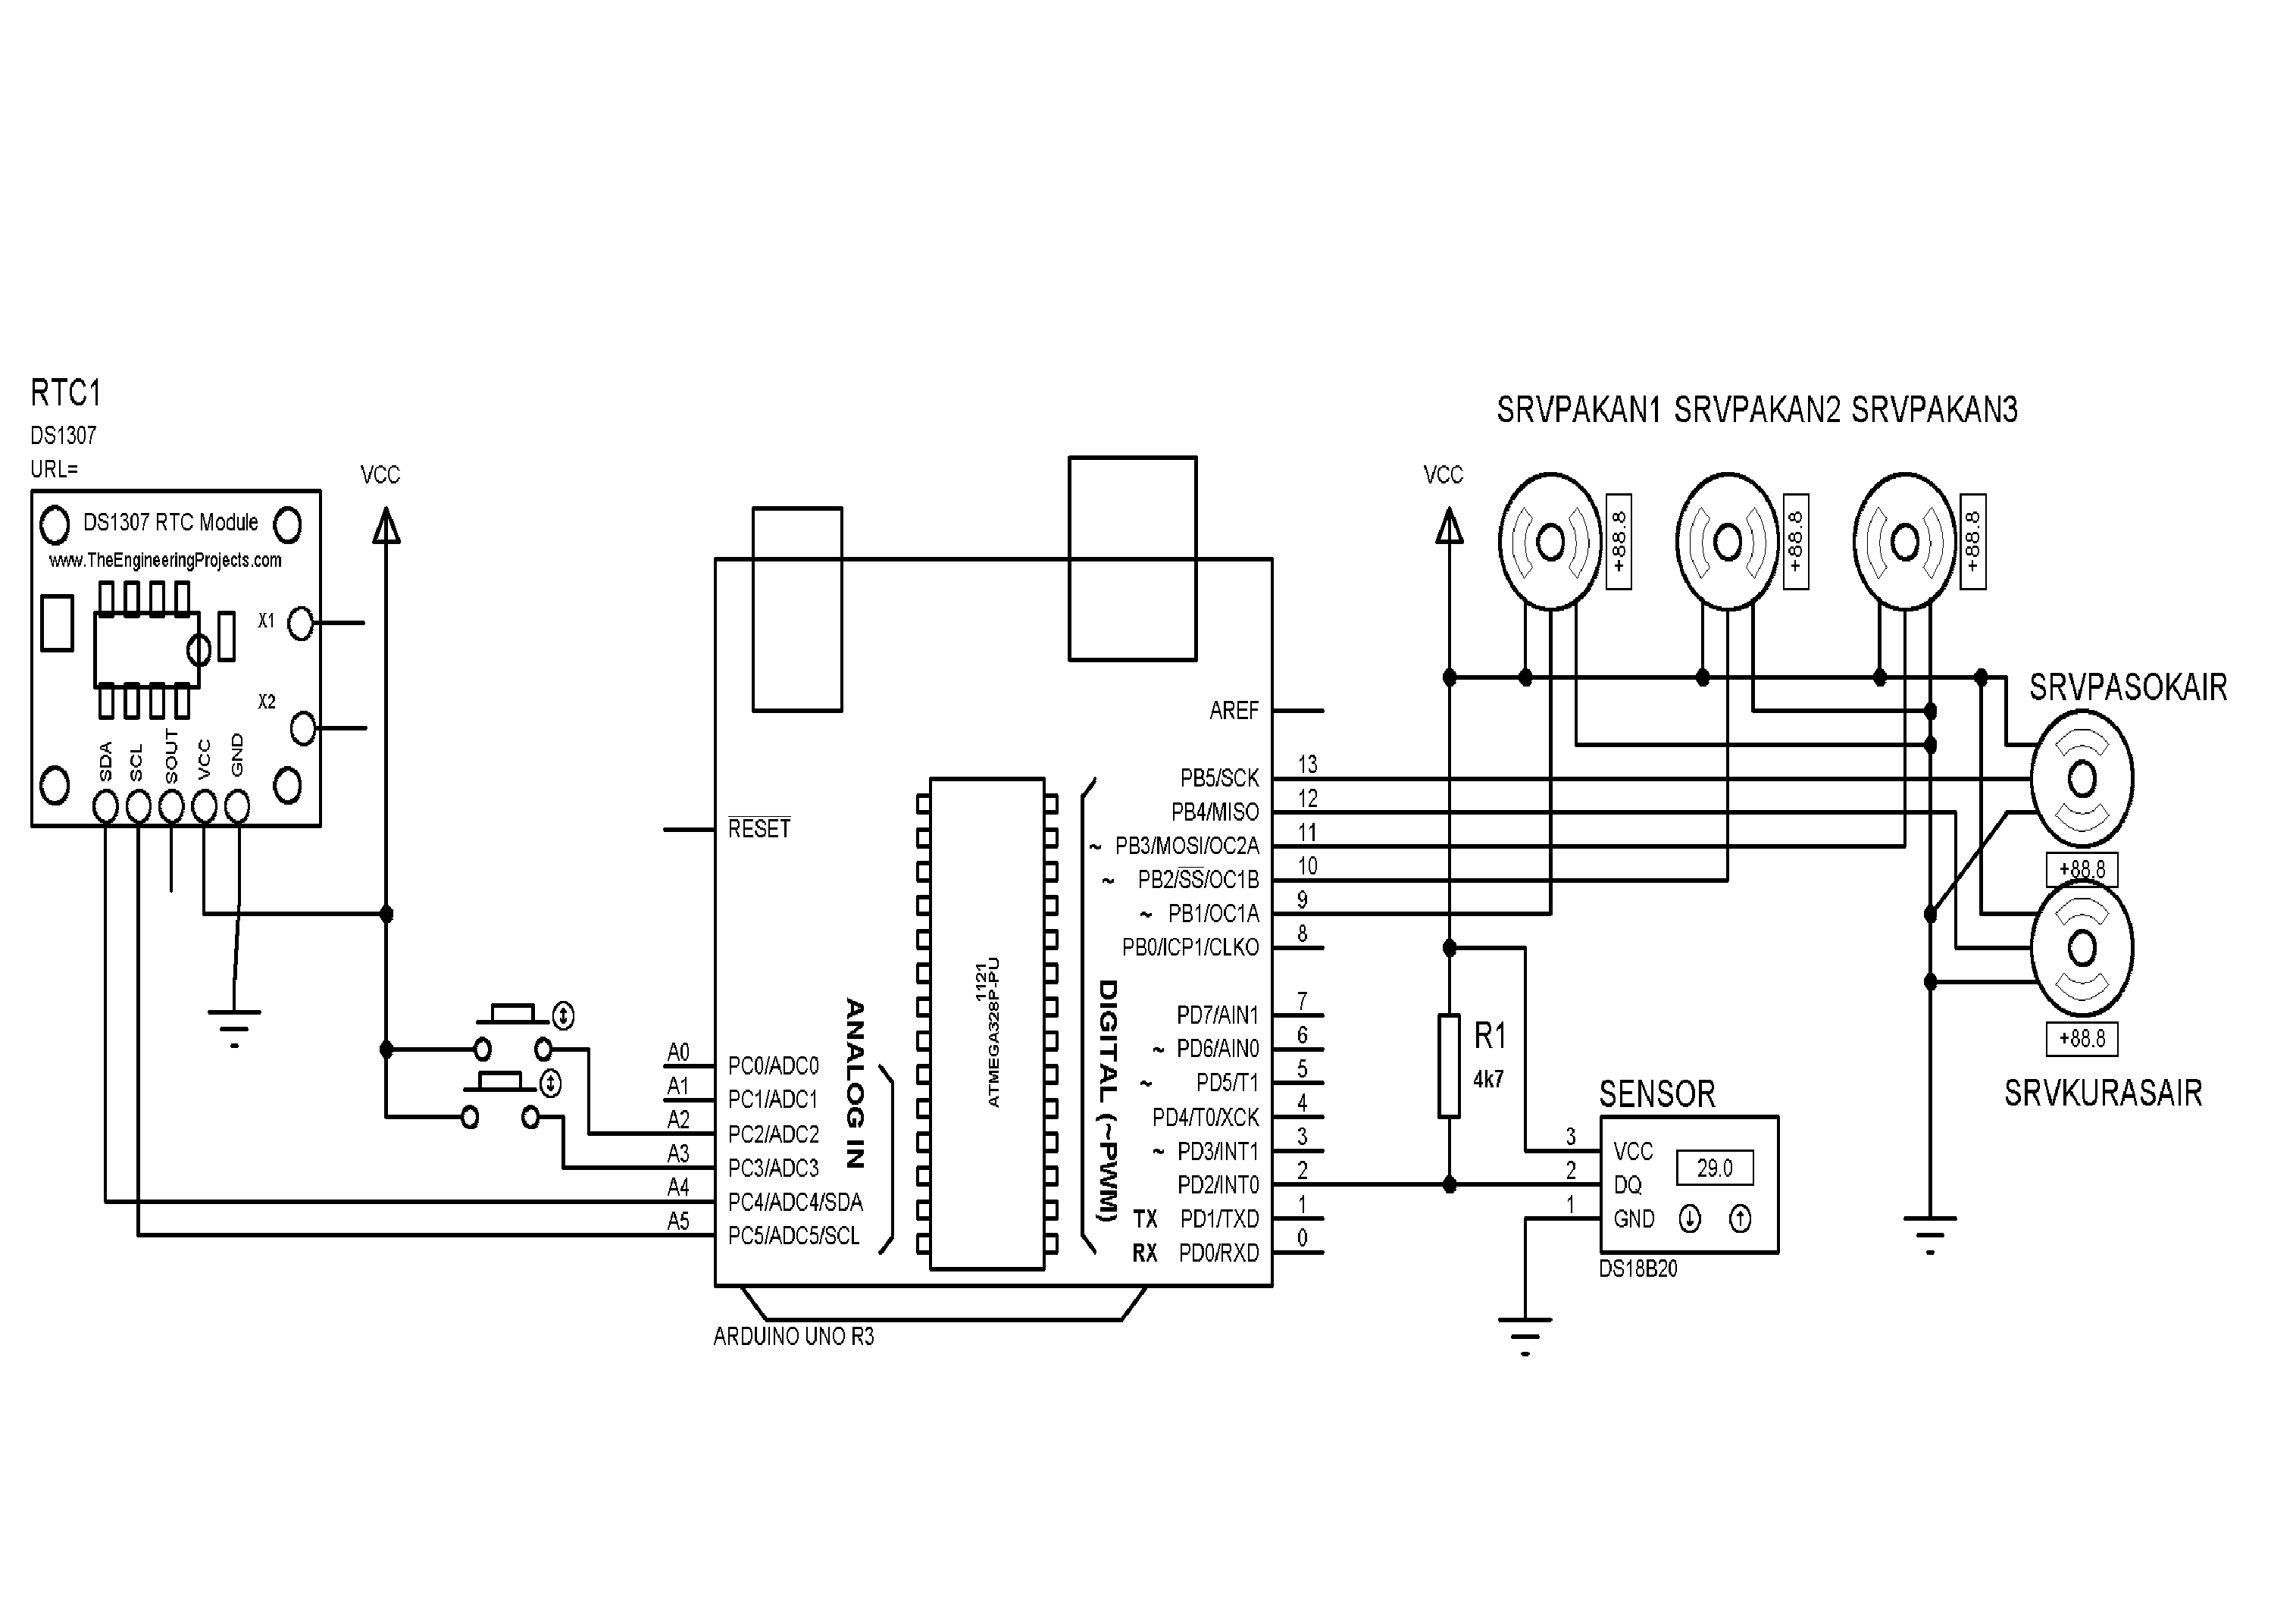 RTC1
DS1307
URL=
DS1307 RTC Module
www.TheEngineeringProjects.com
X1
X2
SDA
SCL
SOUT
VCC
GND
VCC
RESET
A0
A1
A2
A3
A4
A5
PC0/ADC0
PC1/ADC1
PC2/ADC2
PC3/ADC3
PC4/ADC4/SDA
PC5/ADC5/SCL
ANALOG IN
1121
ATMEGA328P-PU
DIGITAL (~PWM)
AREF
PB5/SCK 13
PB4/MISO 12
~ PB3/MOSI/OC2A 11
~ PB2/SS/OC1B 10
~ PB1/OC1A 9
PB0/ICP1/CLKO 8
PD7/AIN1 7
~ PD6/AIN0 6
~ PD5/T1 5
PD4/T0/XCK 4
~ PD3/INT1 3
PD2/INT0 2
TX PD1/TXD 1
RX PD0/RXD 0
ARDUINO UNO R3
VCC
SRVPAKAN1 SRVPAKAN2 SRVPAKAN3
+88.8
+88.8
+88.8
SRVPASOKAIR
+88.8
+88.8
SRVKURASAIR
R1
4k7
SENSOR
3 VCC
2 DQ
1 GND
29.0
DS18B20